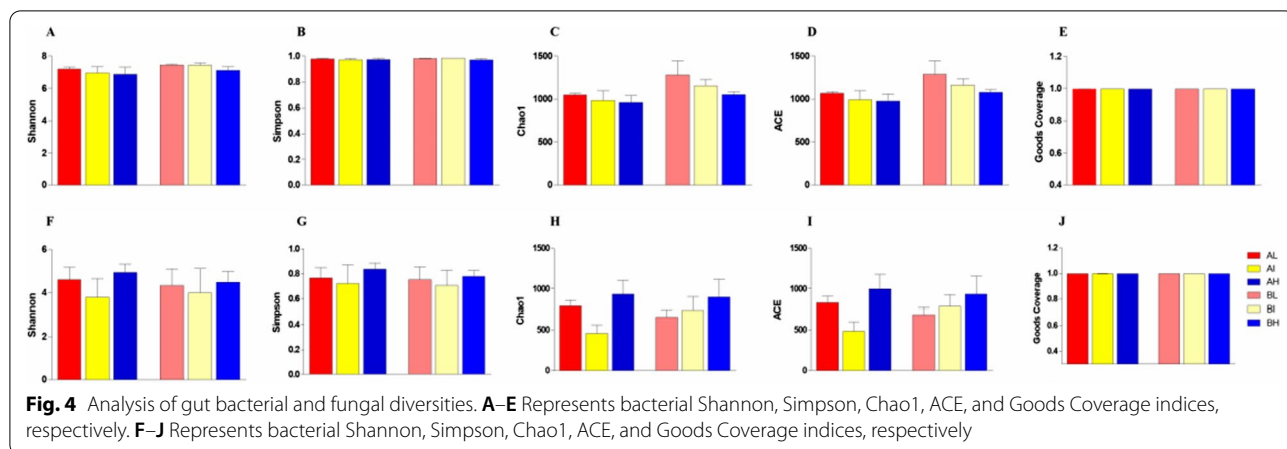 A B C D E
Shannon
8
6
4
2
0
Simpson
1.0
0.8
0.6
0.4
0.2
0.0
Chao1
1500
1000
500
0
ACE
1500
1000
500
0
Goods Coverage
1.2
1.0
0.8
0.6
0.4
F G H I J
Shannon
6
4
2
0
Simpson
1.0
0.8
0.6
0.4
0.2
0.0
Chao1
1500
1000
500
0
ACE
1500
1000
500
0
Goods Coverage
1.2
1.0
0.8
0.6
0.4
AL
AI
AH
BL
BI
BH
Fig. 4 Analysis of gut bacterial and fungal diversities. A–E Represents bacterial Shannon, Simpson, Chao1, ACE, and Goods Coverage indices,
respectively. F–J Represents bacterial Shannon, Simpson, Chao1, ACE, and Goods Coverage indices, respectively